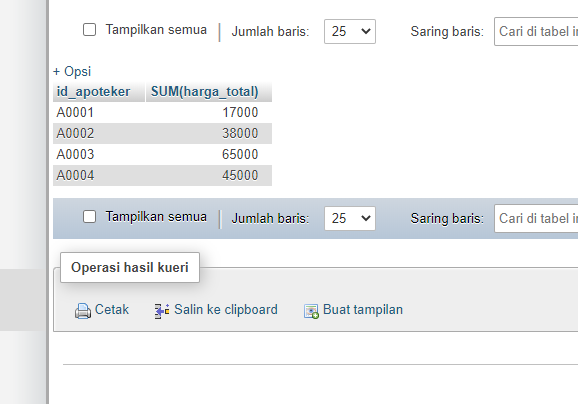 Tampilkan semua | Jumlah baris: 25 Saring baris: Cari di tabel in
+ Opsi
id_apoteker SUM(harga_total)
A0001 17000
A0002 38000
A0003 65000
A0004 45000
Tampilkan semua | Jumlah baris: 25 Saring baris: Cari di tabel in
Operasi hasil kueri
Cetak Salin ke clipboard Buat tampilan